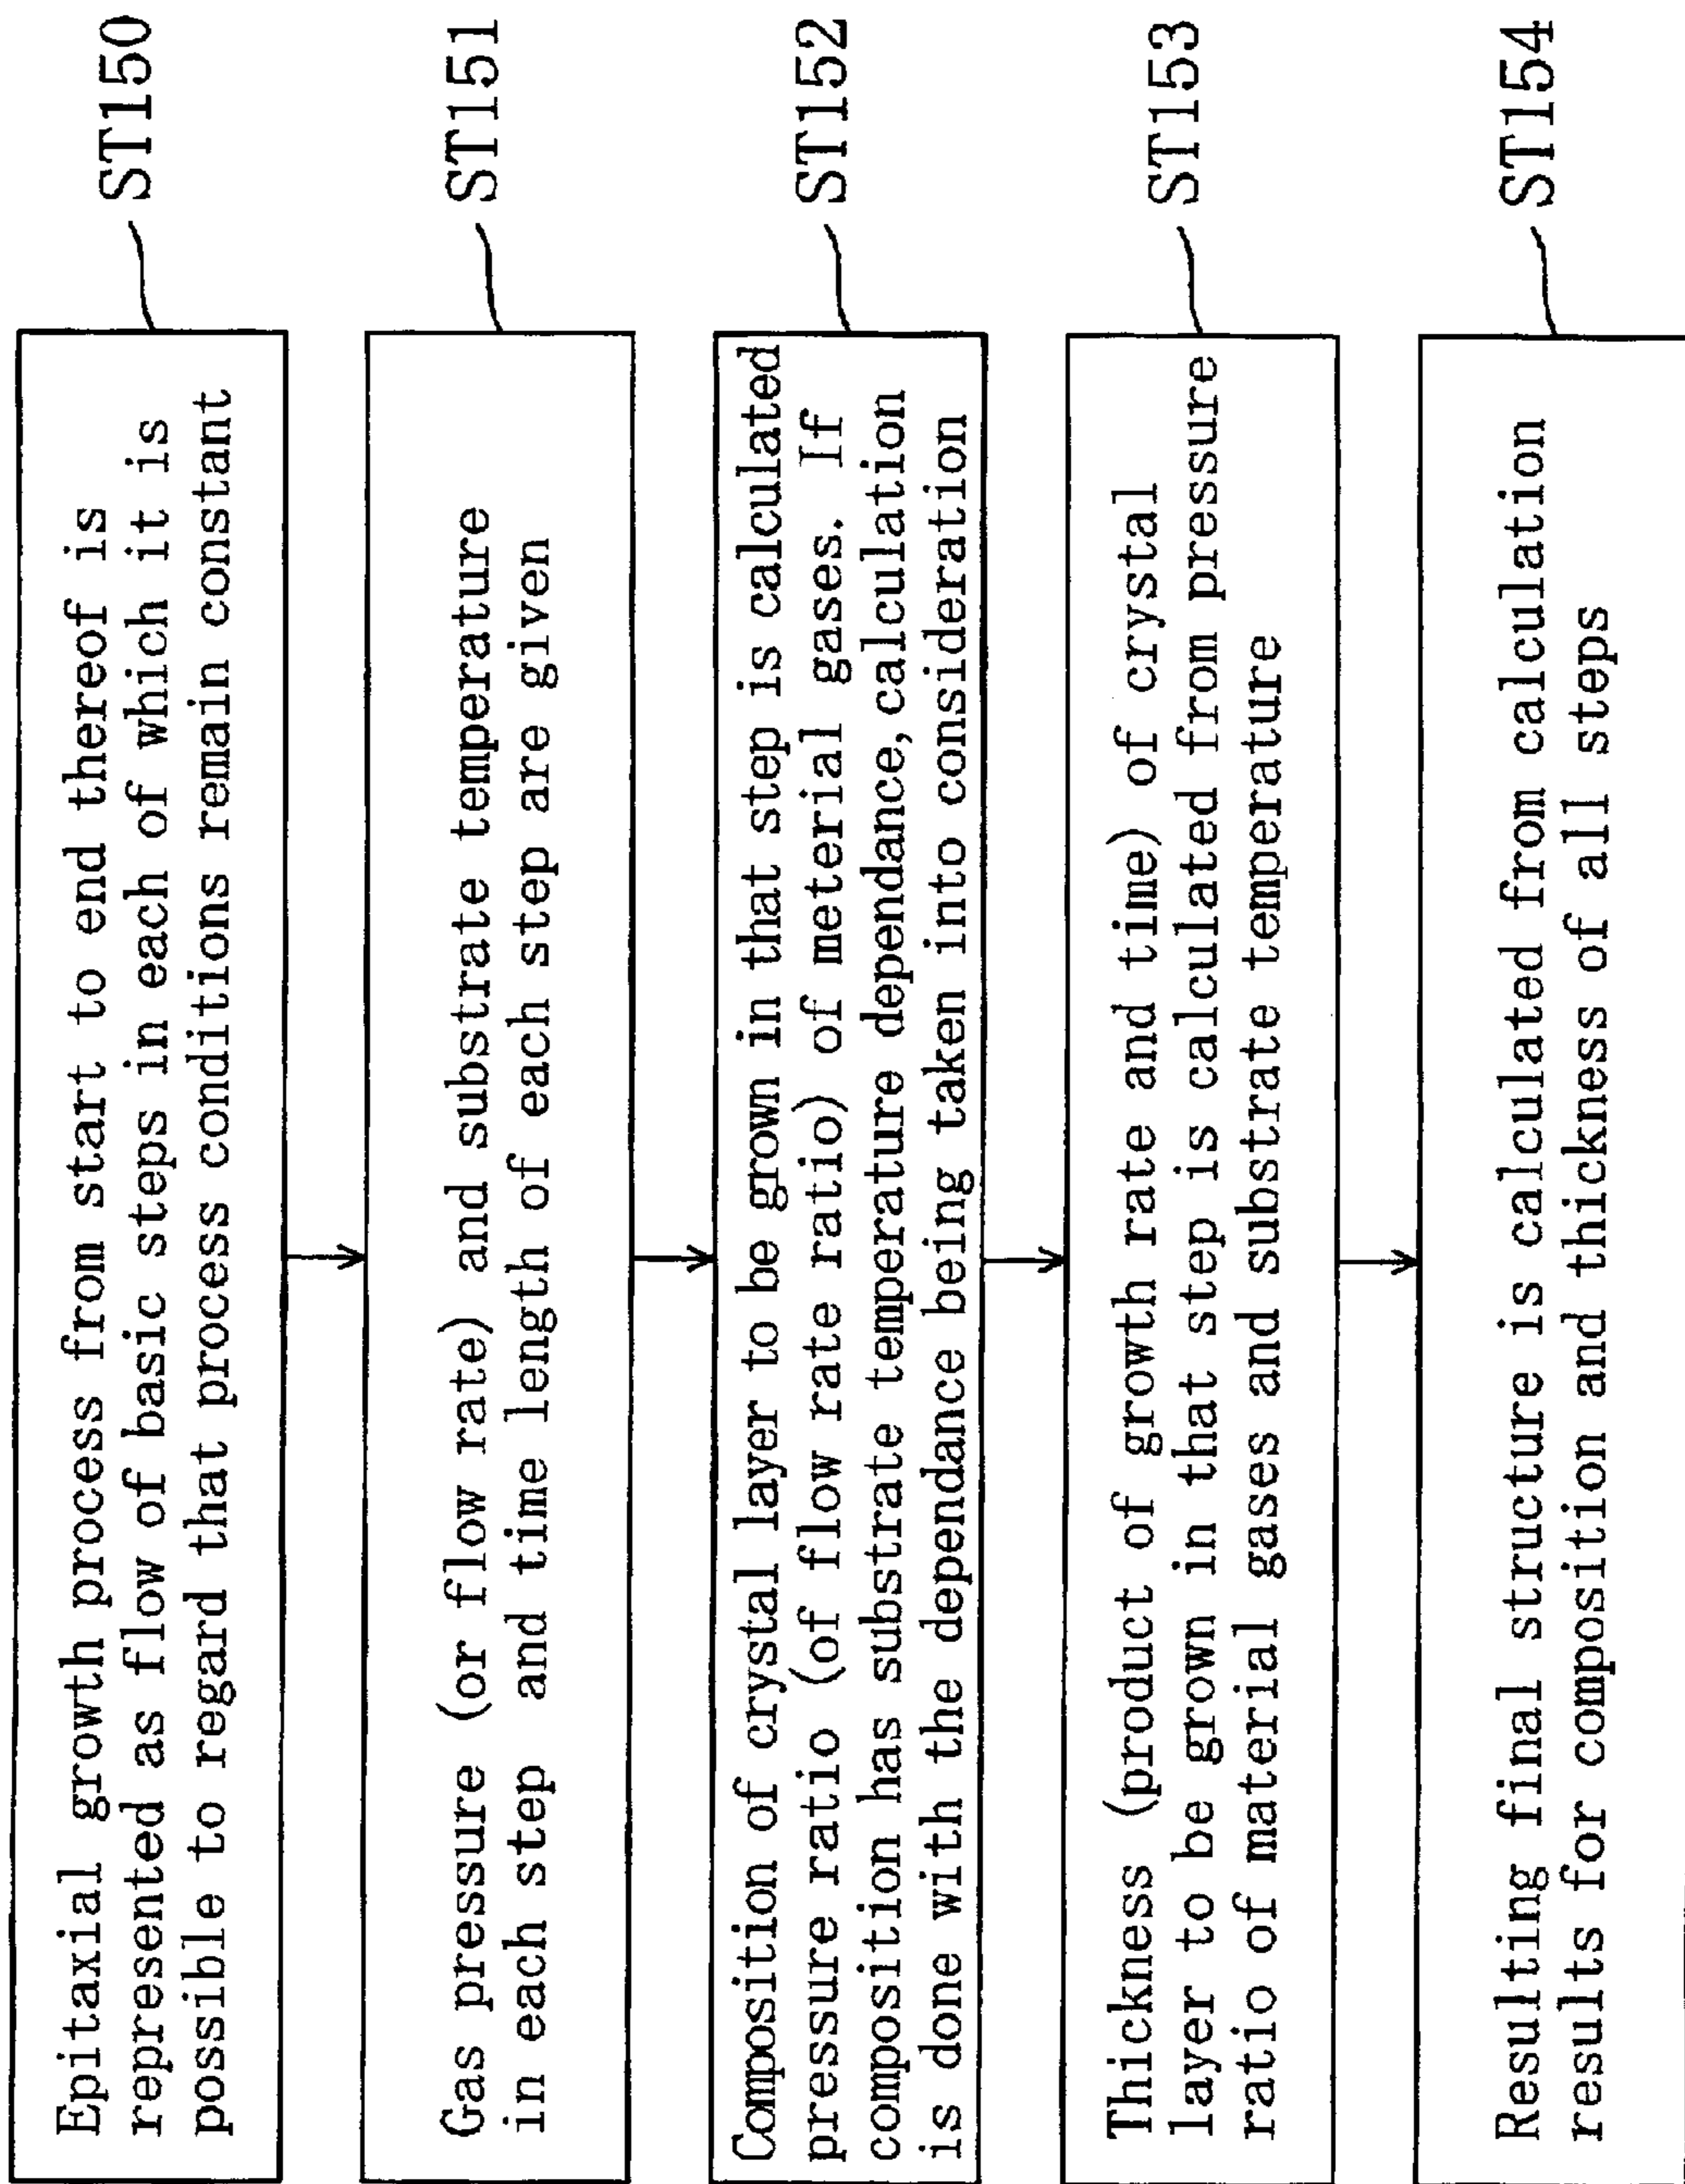 Epitaxial growth process from start to end thereof is
represented as flow of basic steps in each of which it is
possible to regard that process conditions remain constant
ST150
Gas pressure (or flow rate) and substrate temperature
in each step and time length of each step are given
ST151
Composition of crystal layer to be grown in that step is calculated
pressure ratio (of flow rate ratio) of meterial gases. If
composition has substrate temperature dependance,calculation
is done with the dependance being taken into consideration
ST152
Thickness (product of growth rate and time) of crystal
layer to be grown in that step is calculated from pressure
ratio of material gases and substrate temperature
ST153
Resulting final structure is calculated from calculation
results for composition and thickness of all steps
ST154